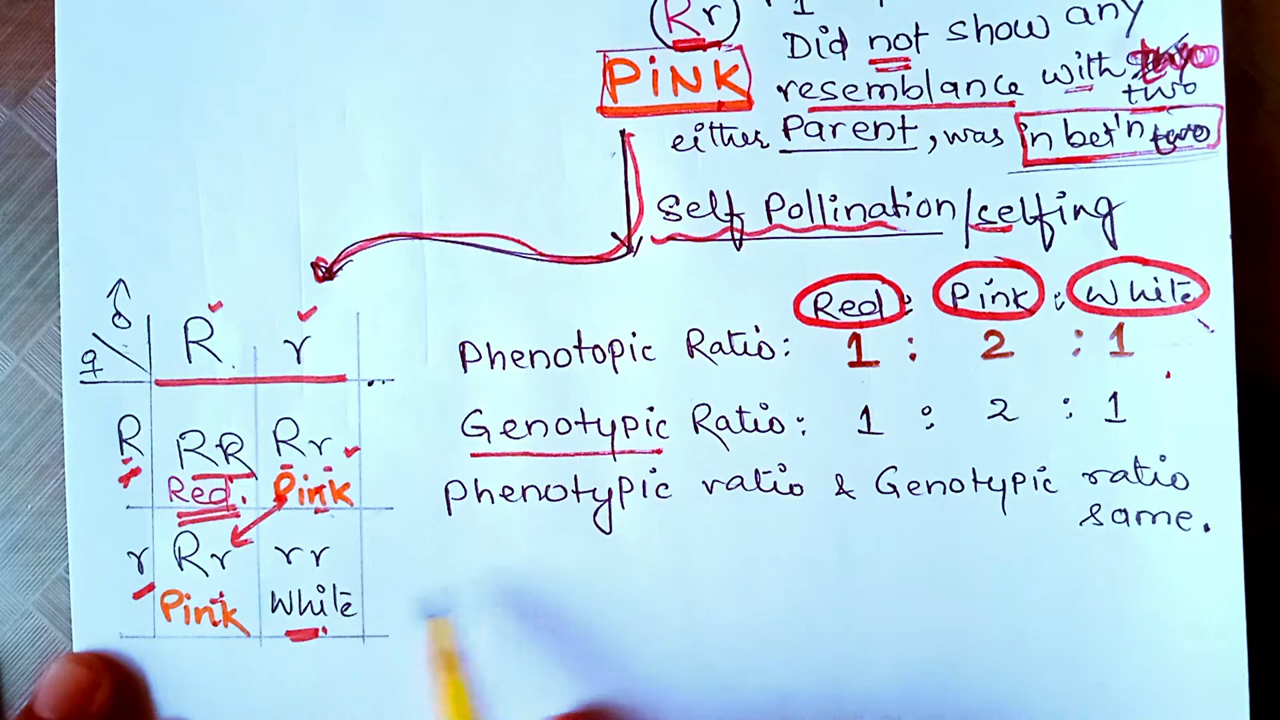 Rr
PiNK
Did not show any
resemblance with
two
either Parent, was in bet'n two
Self Pollination/selfing
Red: Pink: White
Phenotopic Ratio: 1 : 2 : 1
Genotypic Ratio: 1 : 2 : 1
Phenotypic ratio & Genotypic ratio
same.
♀/♂ R r
R RR Rr
Red. Pink
r Rr rr
Pink White